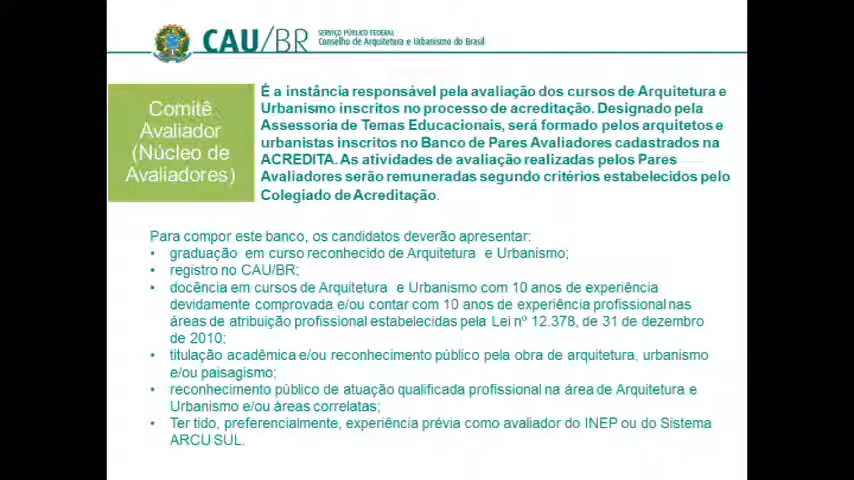 CAU/BR
SERVIÇO PÚBLICO FEDERAL
Conselho de Arquitetura e Urbanismo do Brasil
Comitê
Avaliador
(Núcleo de
Avaliadores)
É a instância responsável pela avaliação dos cursos de Arquitetura e
Urbanismo inscritos no processo de acreditação. Designado pela
Assessoria de Temas Educacionais, será formado pelos arquitetos e
urbanistas inscritos no Banco de Pares Avaliadores cadastrados na
ACREDITA. As atividades de avaliação realizadas pelos Pares
Avaliadores serão remuneradas segundo critérios estabelecidos pelo
Colegiado de Acreditação.
Para compor este banco, os candidatos deverão apresentar:
• graduação em curso reconhecido de Arquitetura e Urbanismo;
• registro no CAU/BR;
• docência em cursos de Arquitetura e Urbanismo com 10 anos de experiência
devidamente comprovada e/ou contar com 10 anos de experiência profissional nas
áreas de atribuição profissional estabelecidas pela Lei nº 12.378, de 31 de dezembro
de 2010;
• titulação acadêmica e/ou reconhecimento público pela obra de arquitetura, urbanismo
e/ou paisagismo;
• reconhecimento público de atuação qualificada profissional na área de Arquitetura e
Urbanismo e/ou áreas correlatas;
• Ter tido, preferencialmente, experiência prévia como avaliador do INEP ou do Sistema
ARCU SUL.